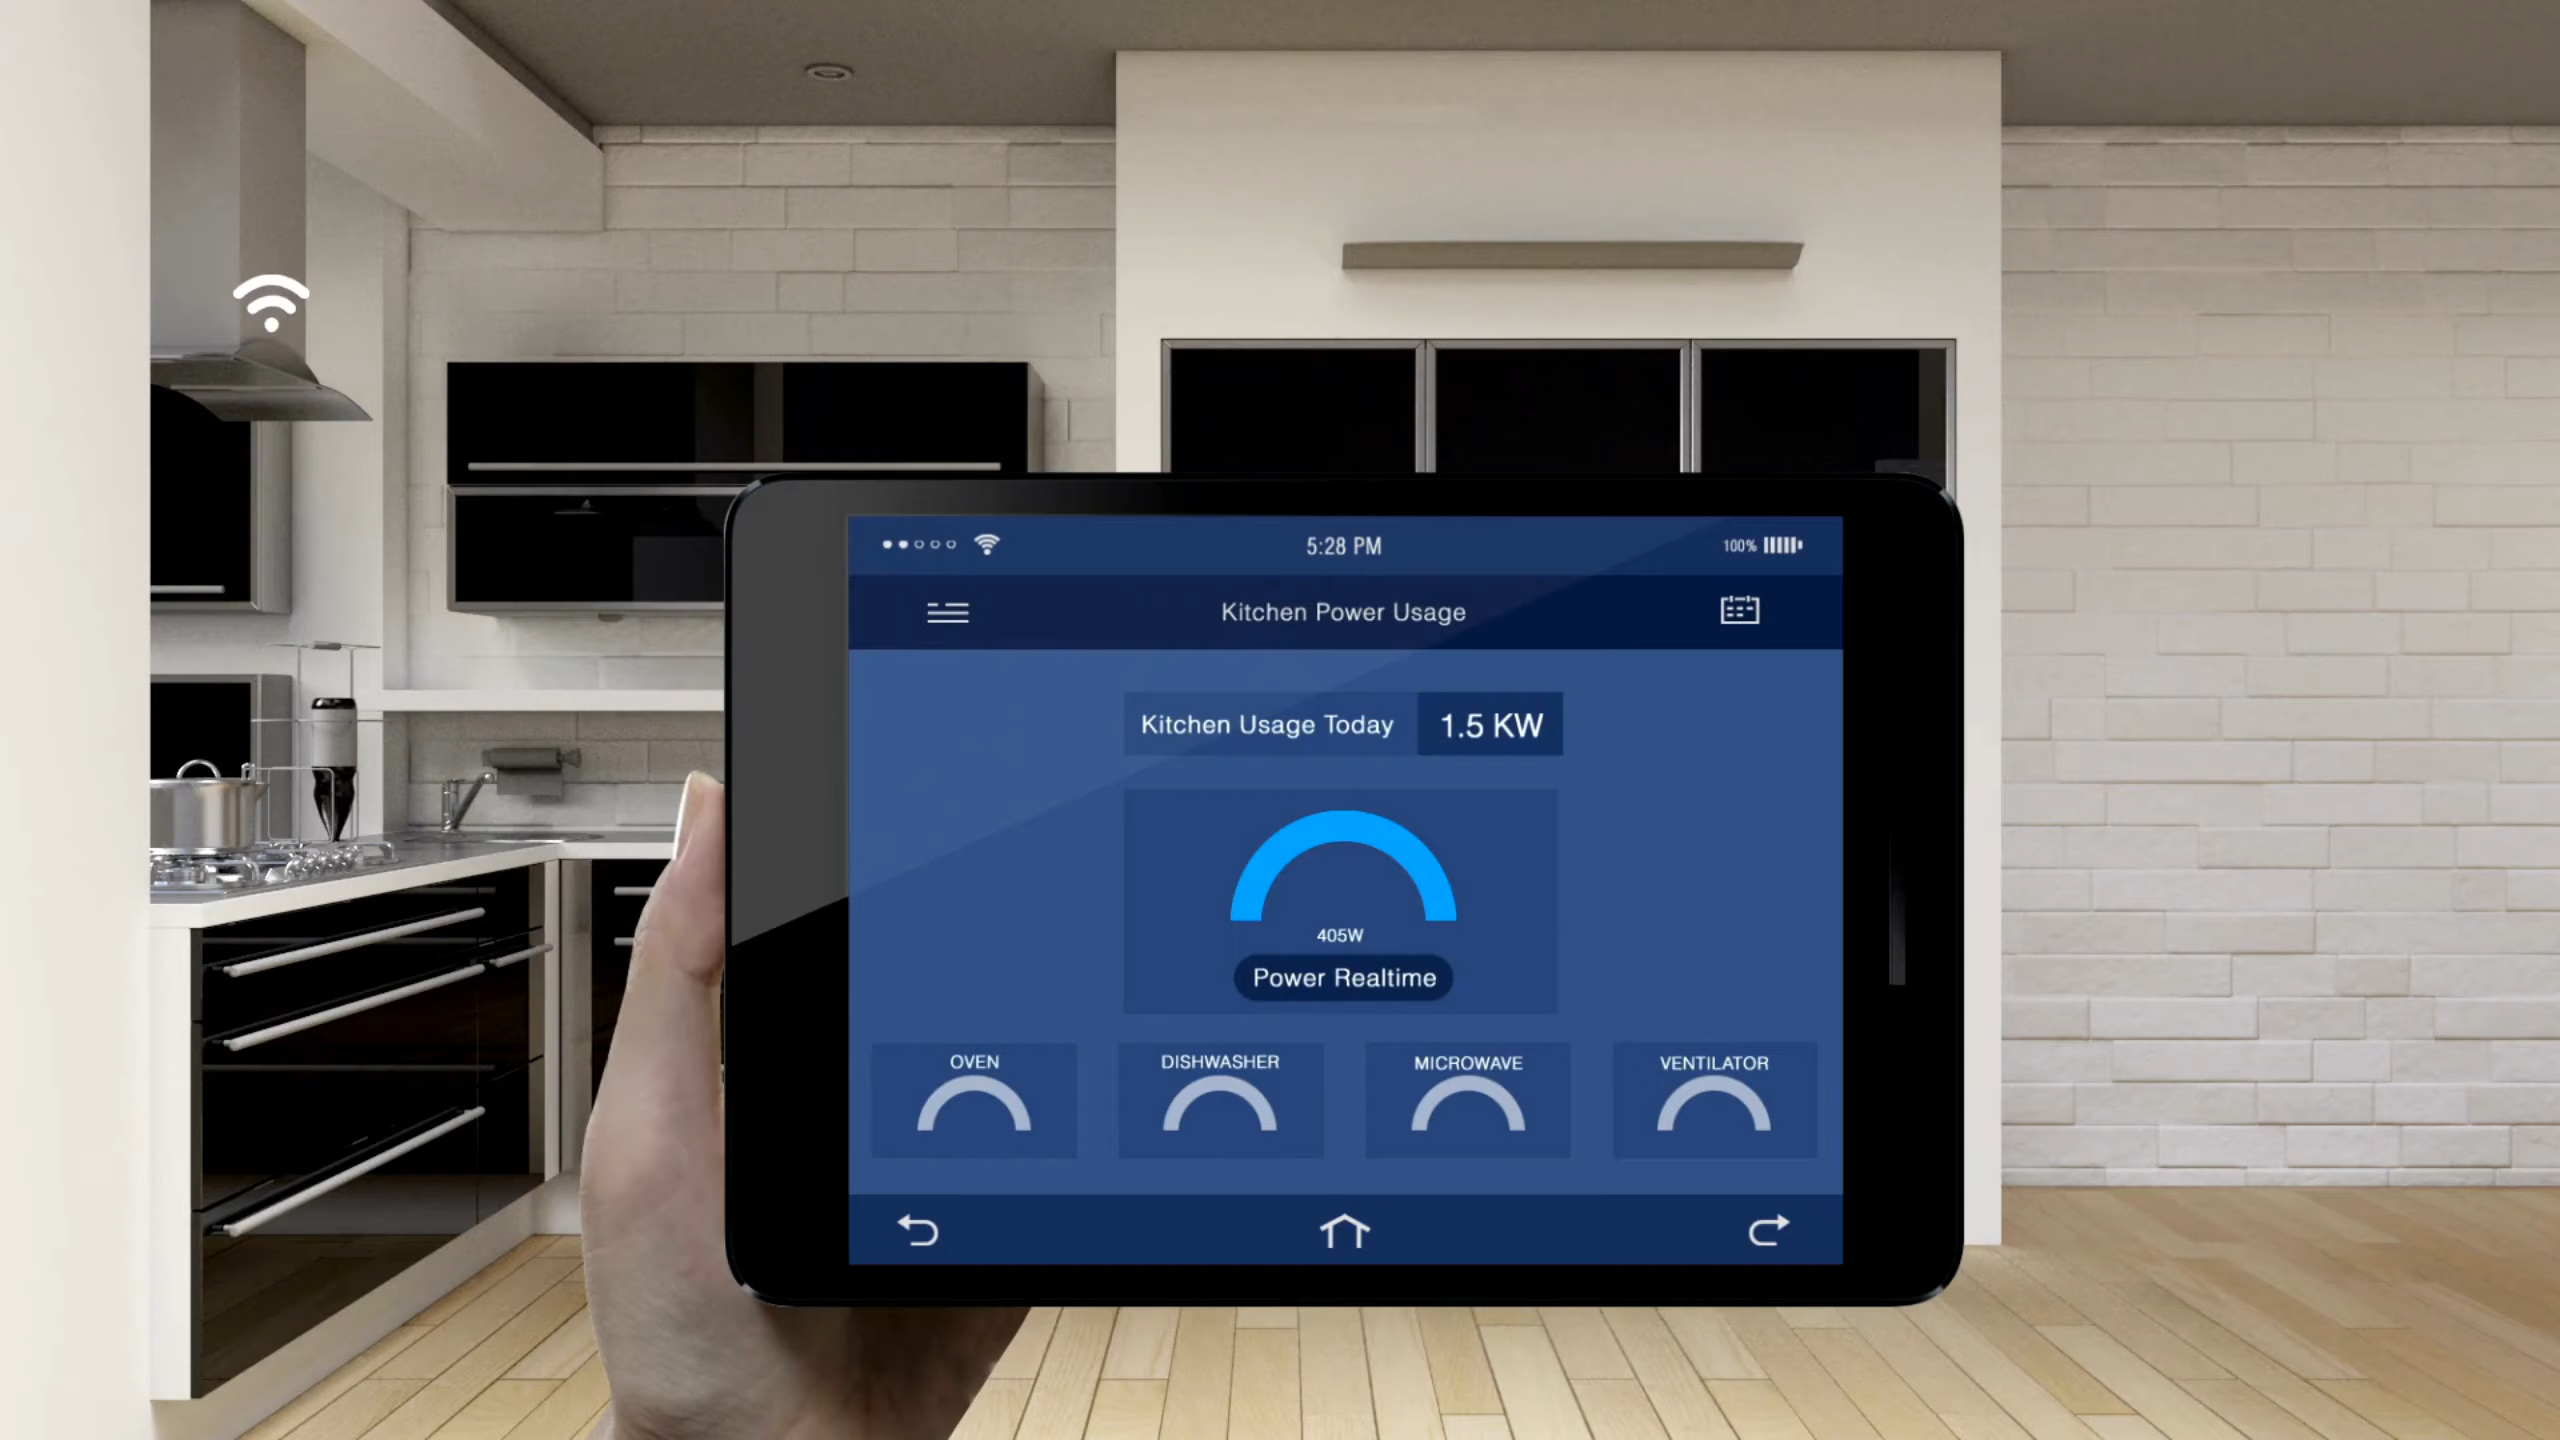 5:28 PM
100%
Kitchen Power Usage
Kitchen Usage Today 1.5 KW
405W
Power Realtime
OVEN DISHWASHER MICROWAVE VENTILATOR